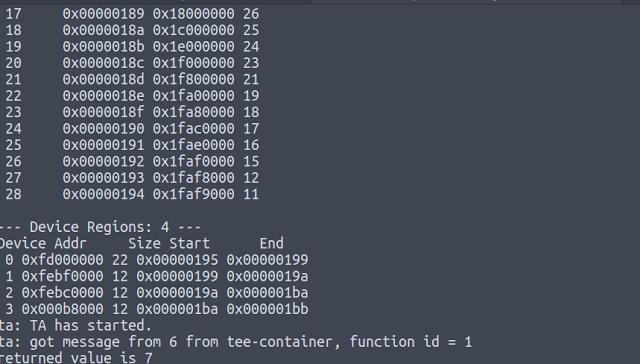 17 0x00000189 0x18000000 26
18 0x0000018a 0x1c000000 25
19 0x0000018b 0x1e000000 24
20 0x0000018c 0x1f000000 23
21 0x0000018d 0x1f800000 21
22 0x0000018e 0x1fa00000 19
23 0x0000018f 0x1fa80000 18
24 0x00000190 0x1fac0000 17
25 0x00000191 0x1fae0000 16
26 0x00000192 0x1faf0000 15
27 0x00000193 0x1faf8000 12
28 0x00000194 0x1faf9000 11
--- Device Regions: 4 ---
Device Addr Size Start End
0 0xfd000000 22 0x00000195 0x00000199
1 0xfebf0000 12 0x00000199 0x0000019a
2 0xfebc0000 12 0x0000019a 0x000001ba
3 0x000b8000 12 0x000001ba 0x000001bb
ta: TA has started.
ta: got message from 6 from tee-container, function id = 1
returned value is 7